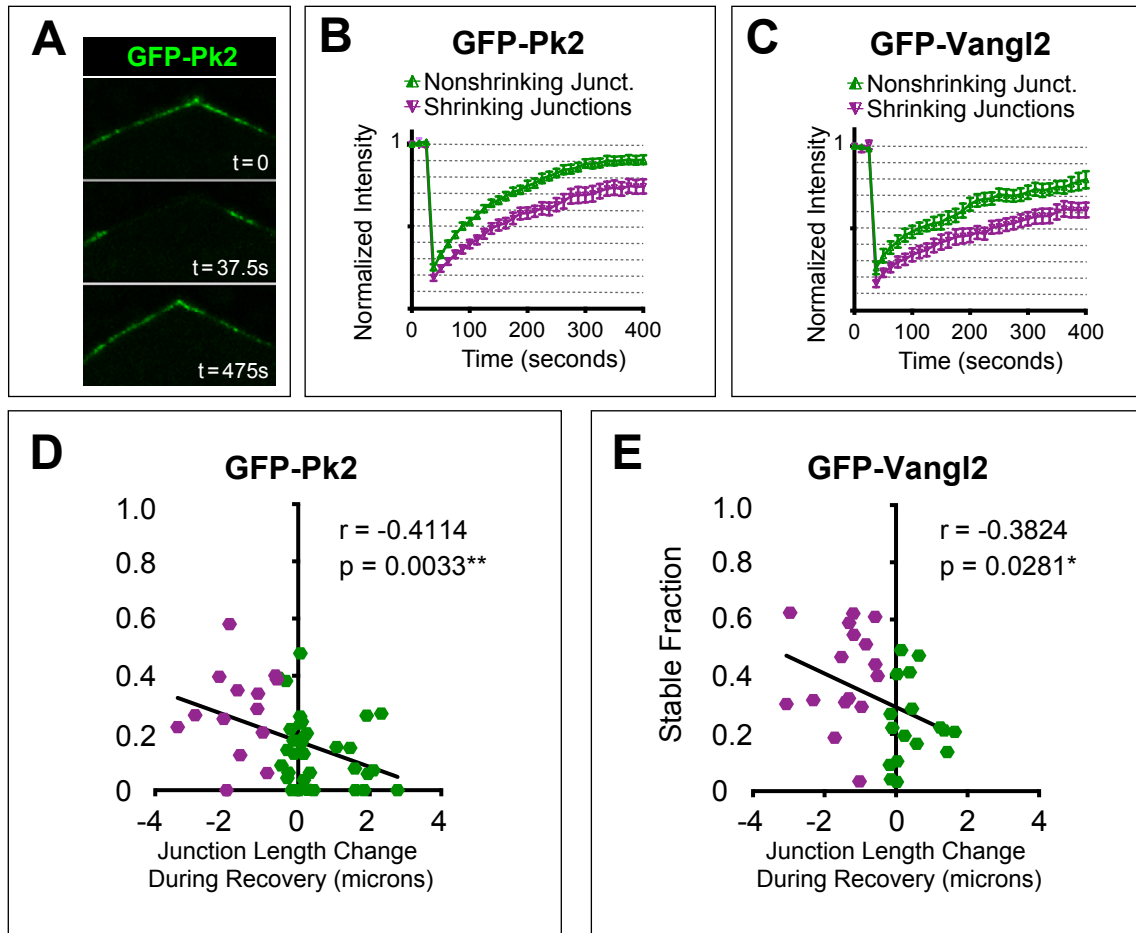 A
GFP-Pk2
t=0
t=37.5s
t=475s
B
GFP-Pk2
Nonshrinking Junct.
Shrinking Junctions
Normalized Intensity
1
0
100
200
300
400
Time (seconds)
C
GFP-Vangl2
Nonshrinking Junct.
Shrinking Junctions
Normalized Intensity
1
0
100
200
300
400
Time (seconds)
D
GFP-Pk2
r = -0.4114
p = 0.0033**
1.0
0.8
0.6
0.4
0.2
0
-4
-2
0
2
4
Junction Length Change
During Recovery (microns)
E
GFP-Vangl2
r = -0.3824
p = 0.0281*
Stable Fraction
1.0
0.8
0.6
0.4
0.2
0
-4
-2
0
2
4
Junction Length Change
During Recovery (microns)